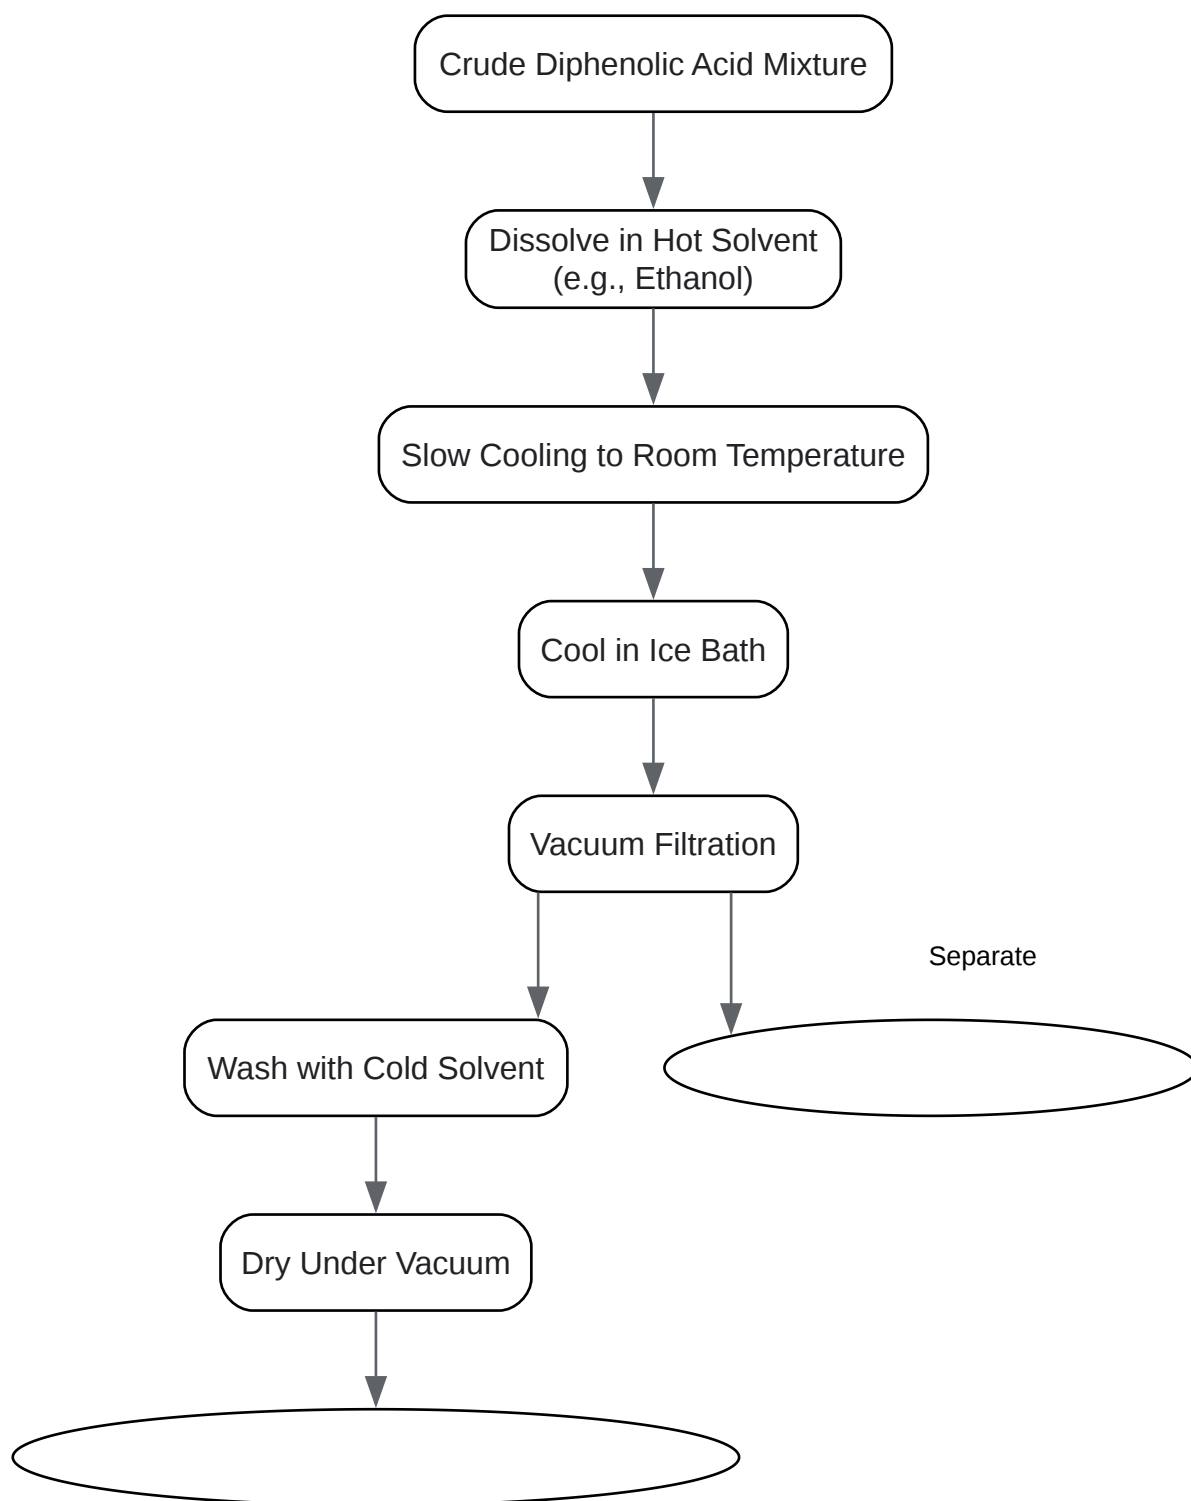 Crude Diphenolic Acid Mixture
Dissolve in Hot Solvent
(e.g., Ethanol)
Slow Cooling to Room Temperature
Cool in Ice Bath
Vacuum Filtration
Separate
Wash with Cold Solvent
Dry Under Vacuum